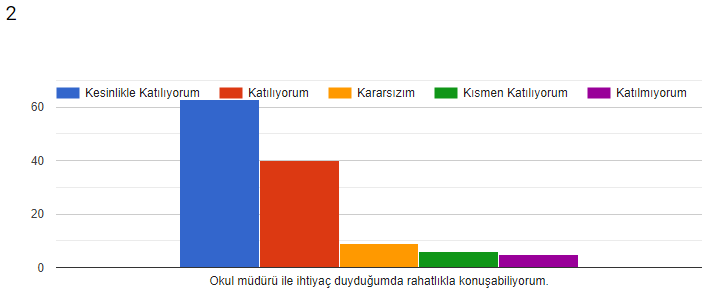 2
Kesinlikle Katılıyorum Katılıyorum Kararsızım Kısmen Katılıyorum Katılmıyorum
60
40
20
0
Okul müdürü ile ihtiyaç duyduğumda rahatlıkla konuşabiliyorum.